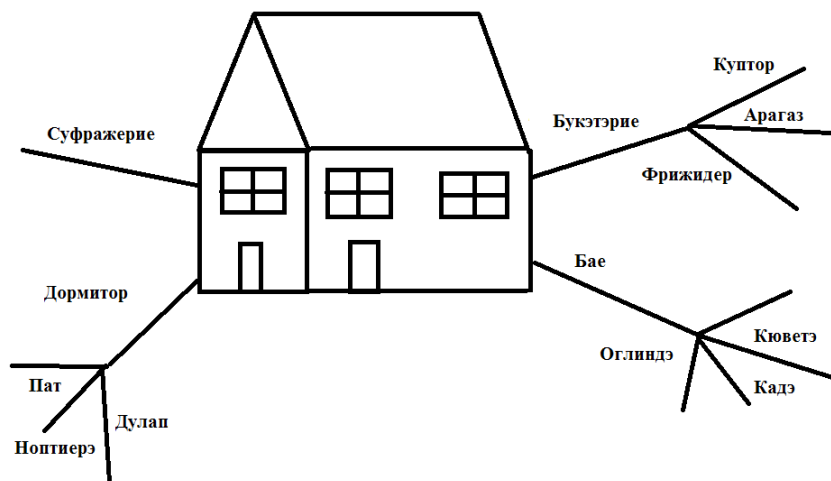 Куптор
Арагаз
Суфражерие
Букэтэрие
Фрижидер
Бае
Дормитор
Кюветэ
Оглиндэ
Кадэ
Пат
Дулап
Ноптиерэ